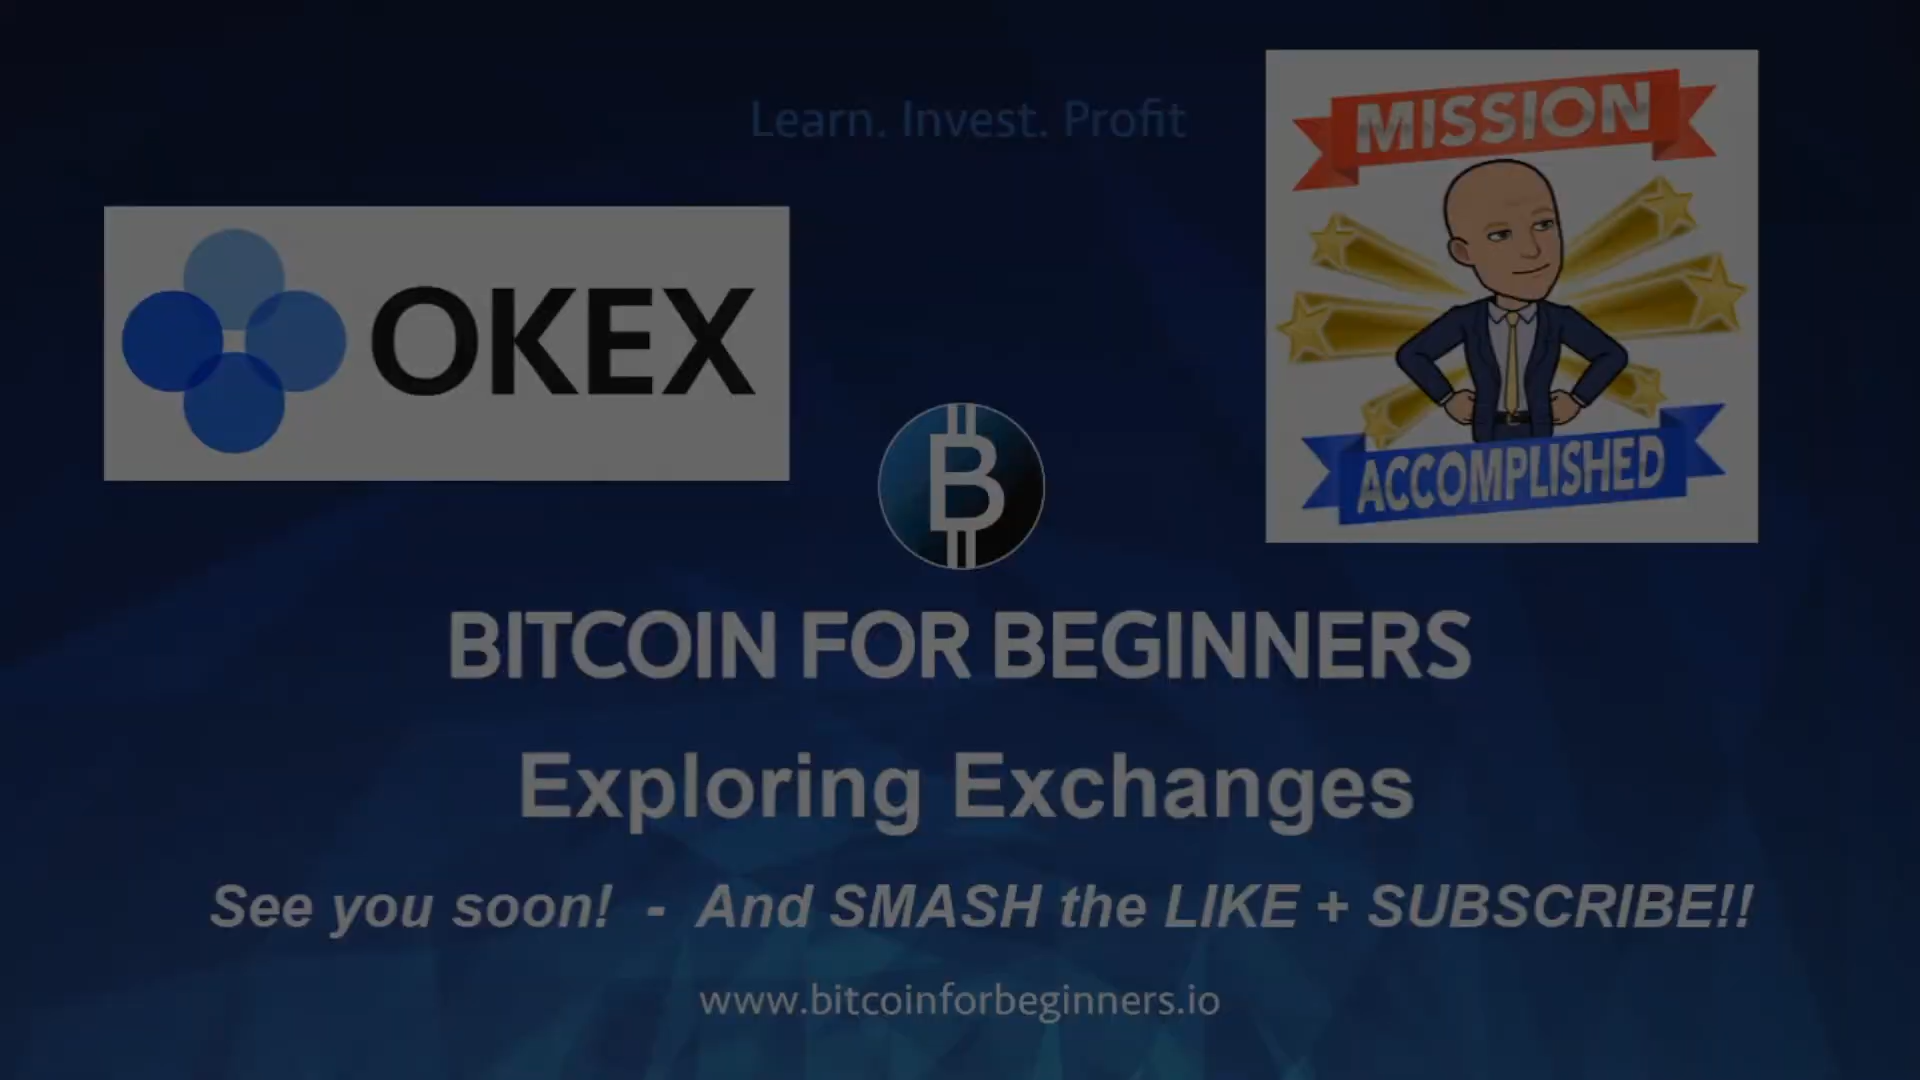 Learn. Invest. Profit
MISSION
OKEX
ACCOMPLISHED
BITCOIN FOR BEGINNERS
Exploring Exchanges
See you soon! - And SMASH the LIKE + SUBSCRIBE!!
www.bitcoinforbeginners.io